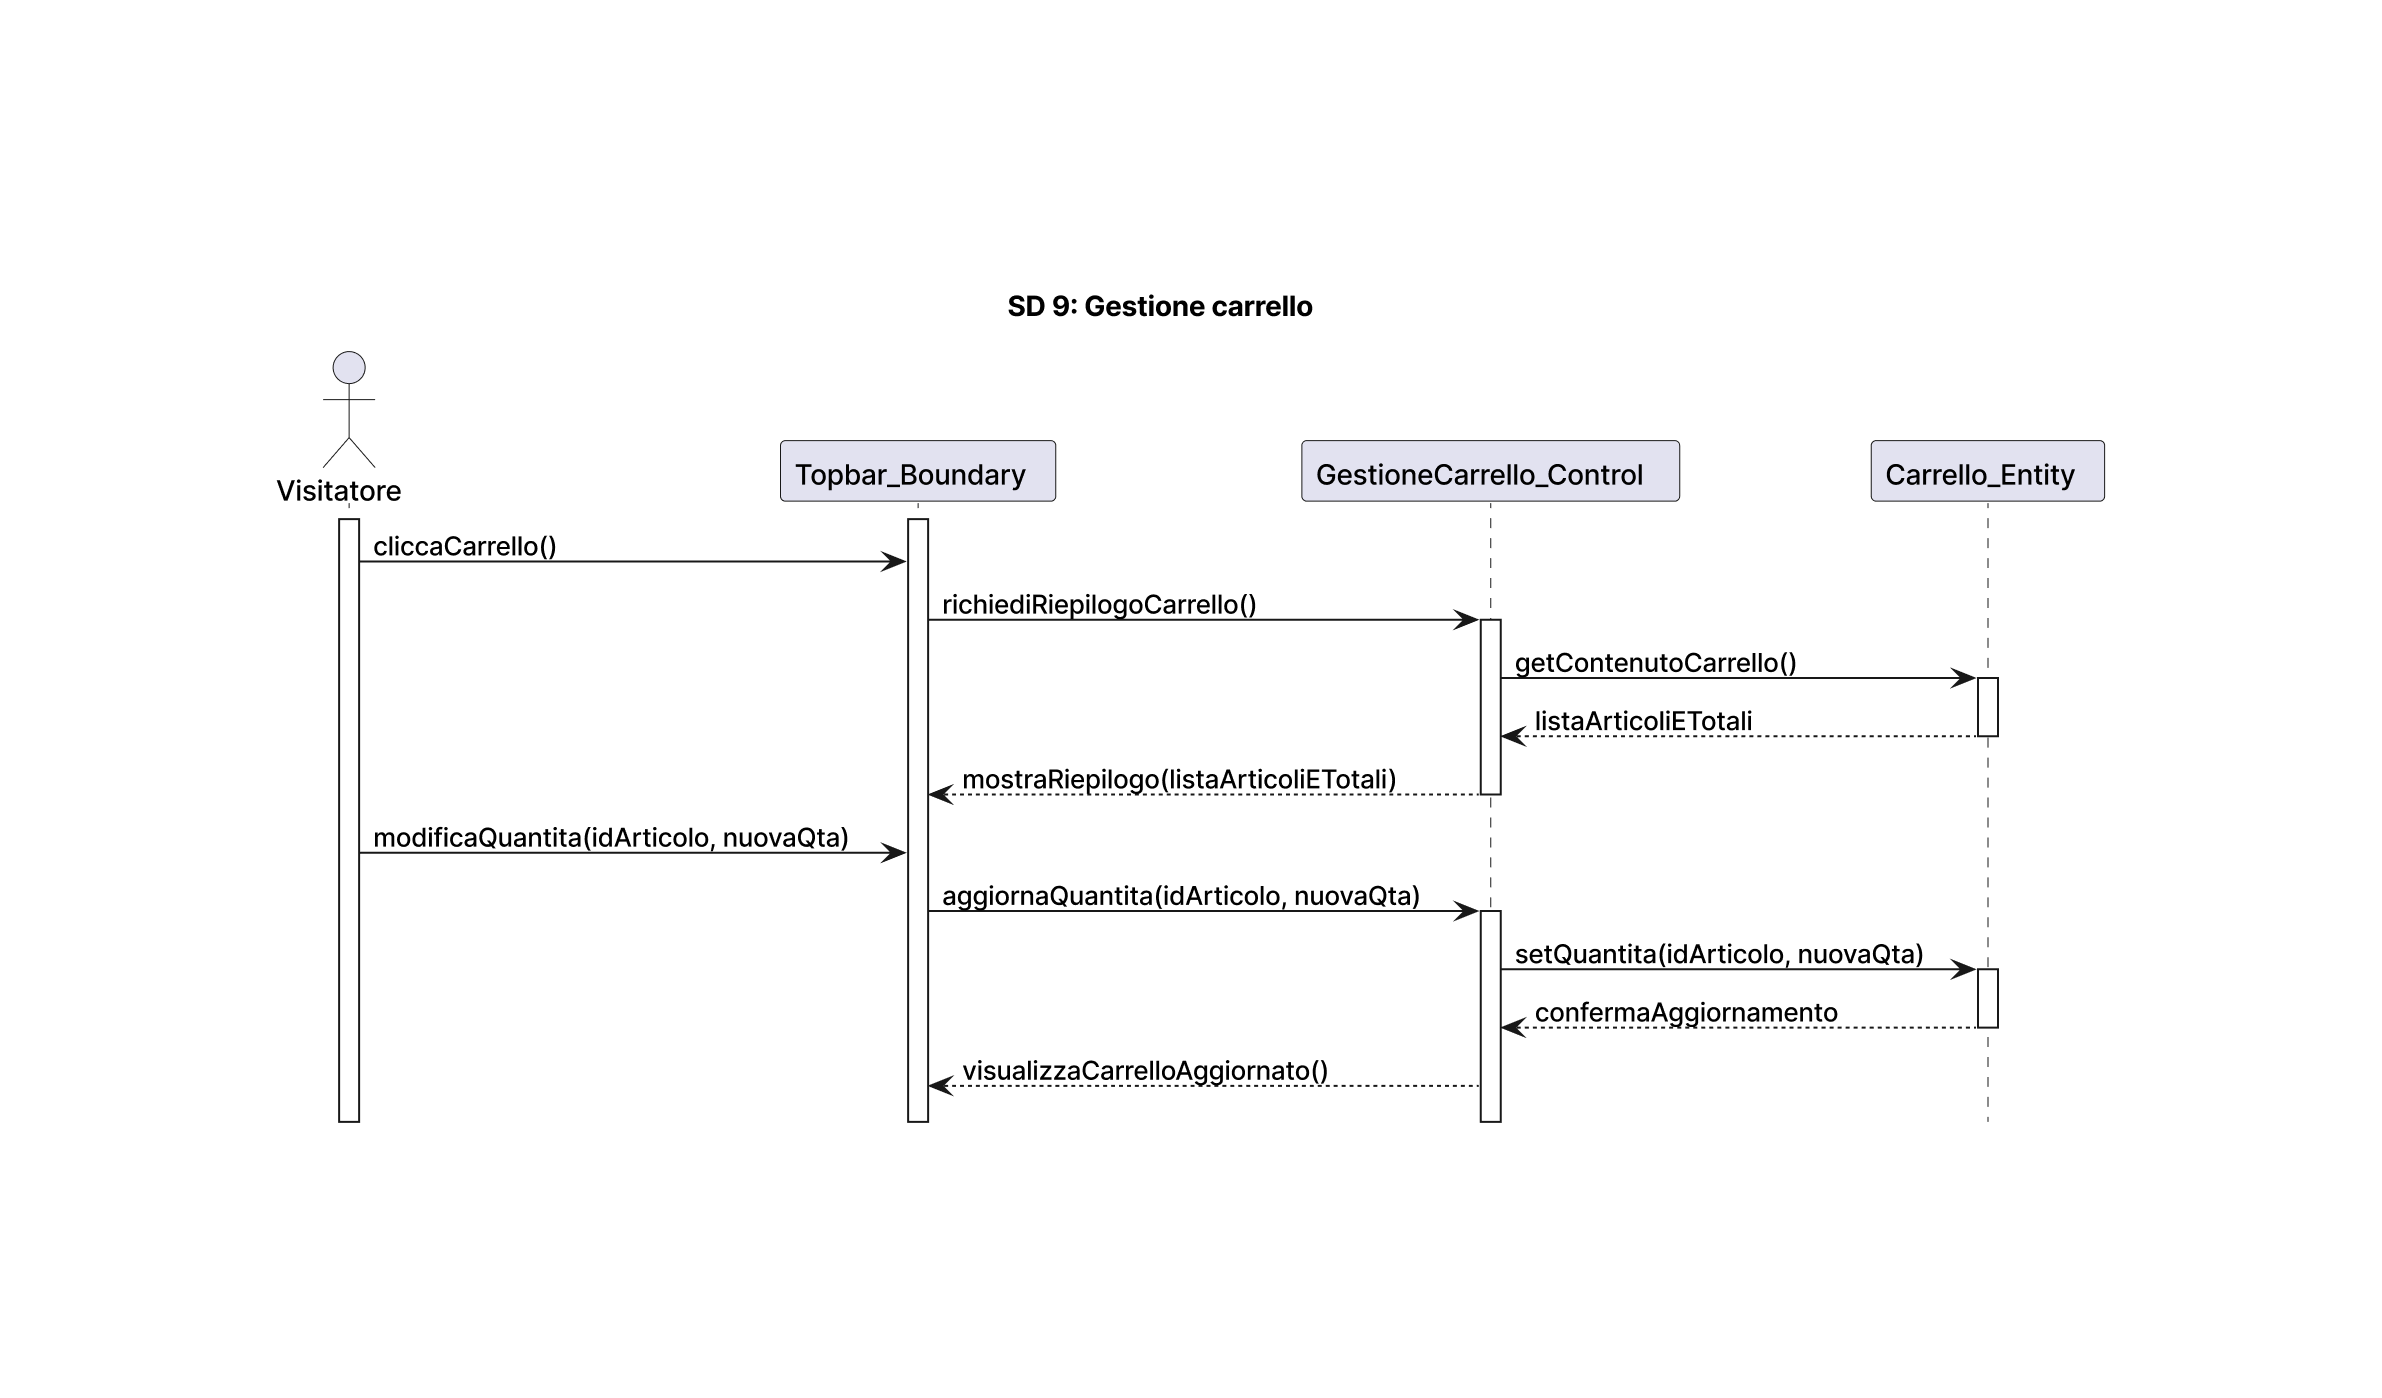 SD 9: Gestione carrello
Visitatore
Topbar_Boundary
GestioneCarrello_Control
Carrello_Entity
cliccaCarrello()
richiediRiepilogoCarrello()
getContenutoCarrello()
listaArticoliETotali
mostraRiepilogo(listaArticoliETotali)
modificaQuantita(idArticolo, nuovaQta)
aggiornaQuantita(idArticolo, nuovaQta)
setQuantita(idArticolo, nuovaQta)
confermaAggiornamento
visualizzaCarrelloAggiornato()